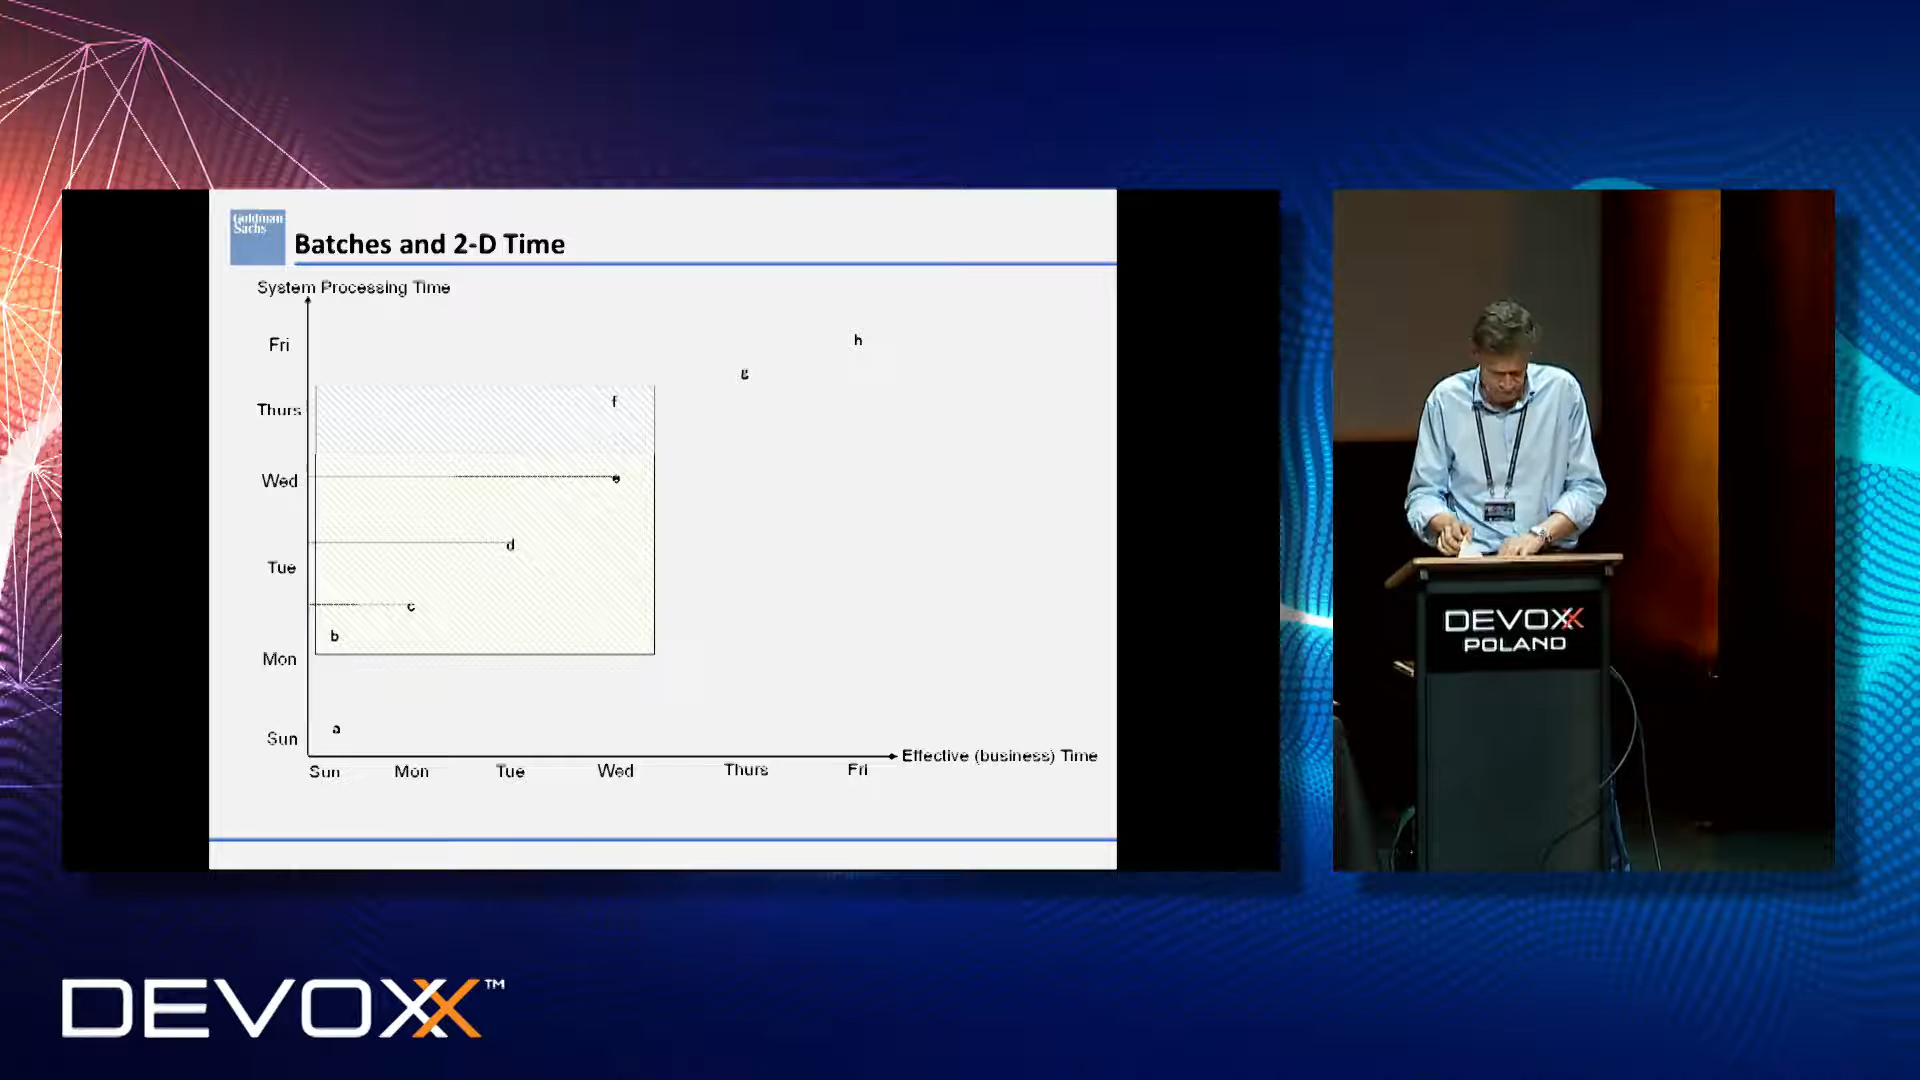 Goldman
Sachs
Batches and 2-D Time
System Processing Time
Fri
h
g
Thurs
f
Wed
e
d
Tue
c
b
Mon
a
Sun
Effective (business) Time
Sun Mon Tue Wed Thurs Fri
DEVOXX
POLAND
DEVOXX™